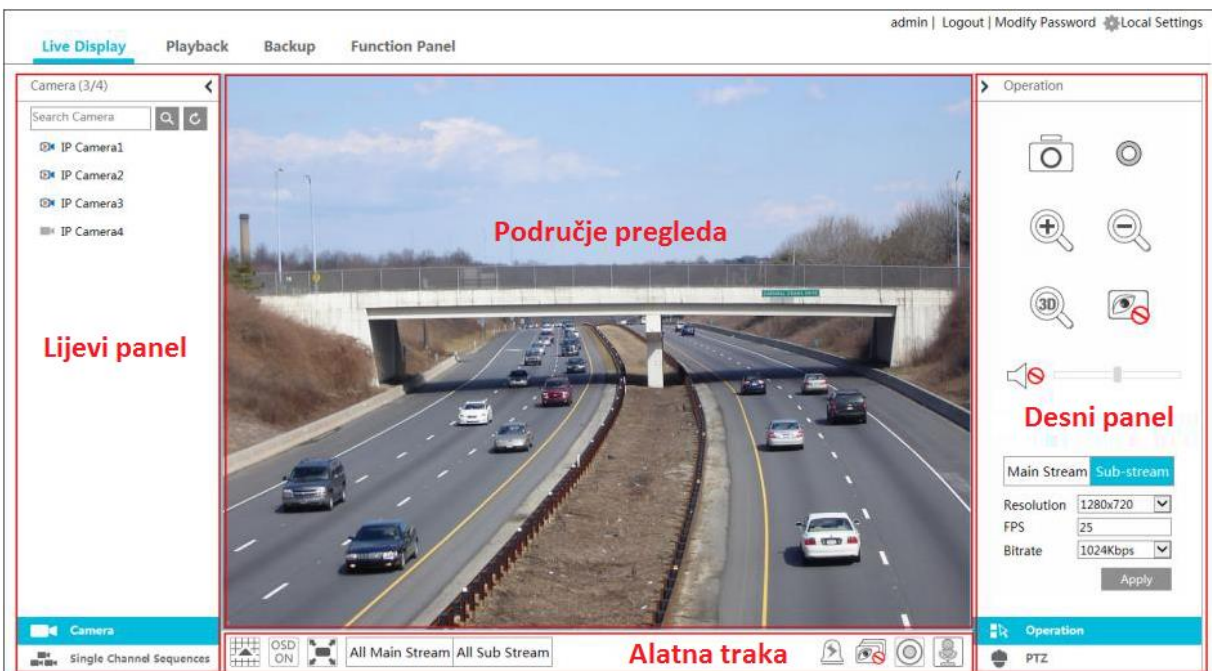 admin | Logout | Modify Password Local Settings
Live Display Playback Backup Function Panel
Camera (3/4)
Search Camera
IP Camera1
IP Camera2
IP Camera3
IP Camera4
Lijevi panel
Camera
Single Channel Sequences
Područje pregleda
OSD
ON
All Main Stream All Sub Stream
Alatna traka
Operation
3D
Desni panel
Main Stream Sub-stream
Resolution 1280x720
FPS 25
Bitrate 1024Kbps
Apply
Operation
PTZ